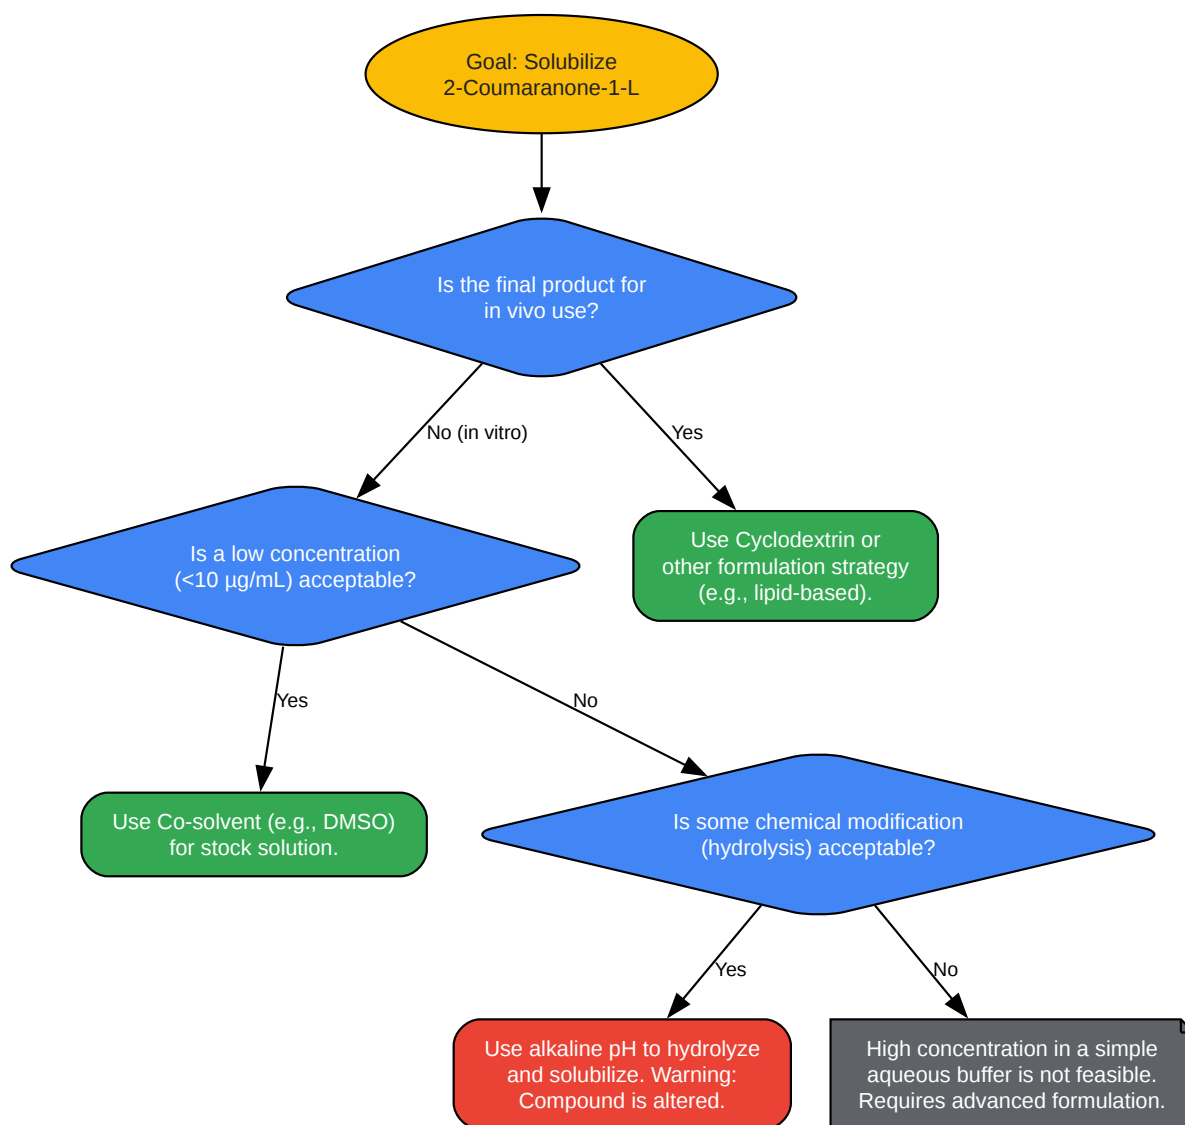 Goal: Solubilize
2-Coumaranone-1-L
Is the final product for
in vivo use?
No (in vitro)
Yes
Is a low concentration
(<10 µg/mL) acceptable?
Use Cyclodextrin or
other formulation strategy
(e.g., lipid-based).
Yes
No
Use Co-solvent (e.g., DMSO)
for stock solution.
Is some chemical modification
(hydrolysis) acceptable?
Yes
No
Use alkaline pH to hydrolyze
and solubilize. Warning:
Compound is altered.
High concentration in a simple
aqueous buffer is not feasible.
Requires advanced formulation.